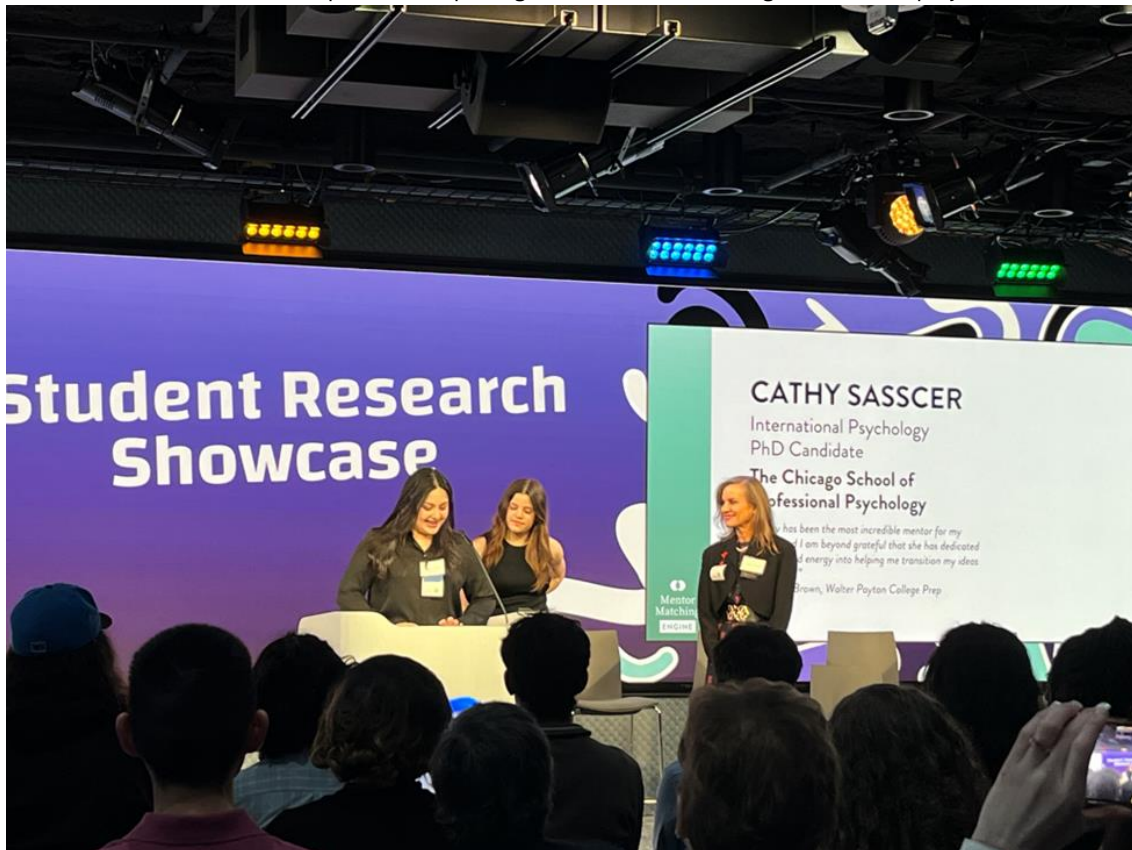 Student Research
Showcase
CATHY SASSCER
International Psychology
PhD Candidate
The Chicago School of
Professional Psychology
has been the most incredible mentor for my
I am beyond grateful that she has dedicated
energy into helping me transition my ideas
Brown, Walter Payton College Prep
Mentor
Matching
ENGINE